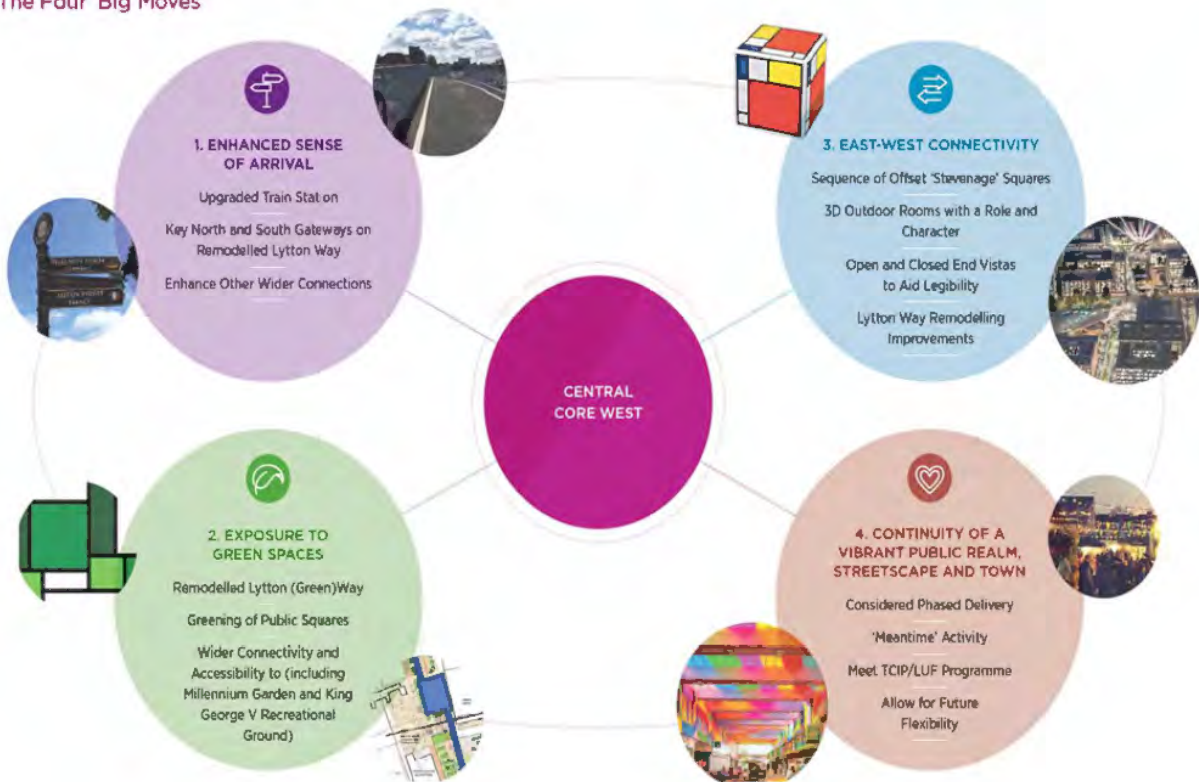 The Four 'Big Moves'
1. ENHANCED SENSE
OF ARRIVAL
Upgraded Train Station
Key North and South Gateways on
Remodelled Lytton Way
Enhance Other Wider Connections
3. EAST-WEST CONNECTIVITY
Sequence of Offset 'Stevenage' Squares
3D Outdoor Rooms with a Role and
Character
Open and Closed End Vistas
to Aid Legibility
Lytton Way Remodelling
Improvements
CENTRAL
CORE WEST
2. EXPOSURE TO
GREEN SPACES
Remodelled Lytton (Green)Way
Greening of Public Squares
Wider Connectivity and
Accessibility to (including
Millennium Garden and King
George V Recreational
Ground)
4. CONTINUITY OF A
VIBRANT PUBLIC REALM,
STREETSCAPE AND TOWN
Considered Phased Delivery
'Meantime' Activity
Meet TCIP/LUF Programme
Allow for Future
Flexibility